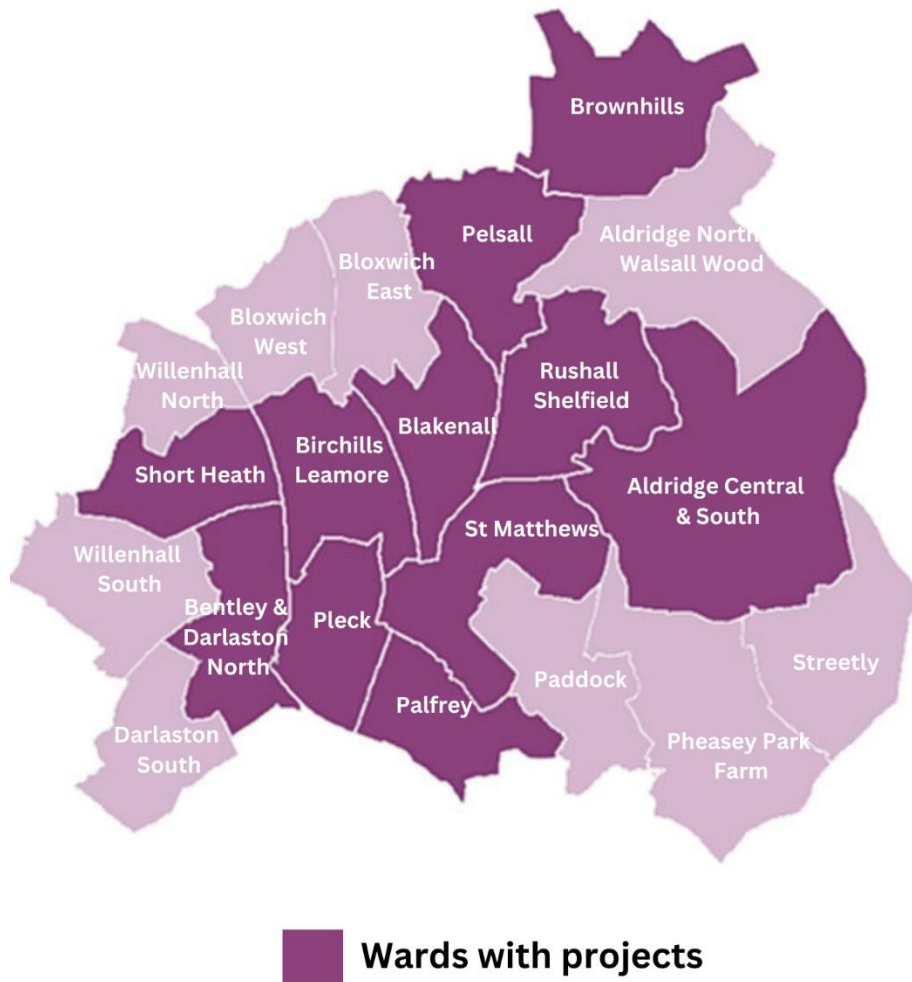 Brownhills
Pelsall
Aldridge North
Walsall Wood
Bloxwich
East
Bloxwich
West
Willenhall
North
Rushall
Shelfield
Blakenall
Birchills
Leamore
Short Heath
Aldridge Central
& South
St Matthews
Willenhall
South
Bentley &
Darlaston
North
Pleck
Streetly
Paddock
Palfrey
Darlaston
South
Pheasey Park
Farm
Wards with projects